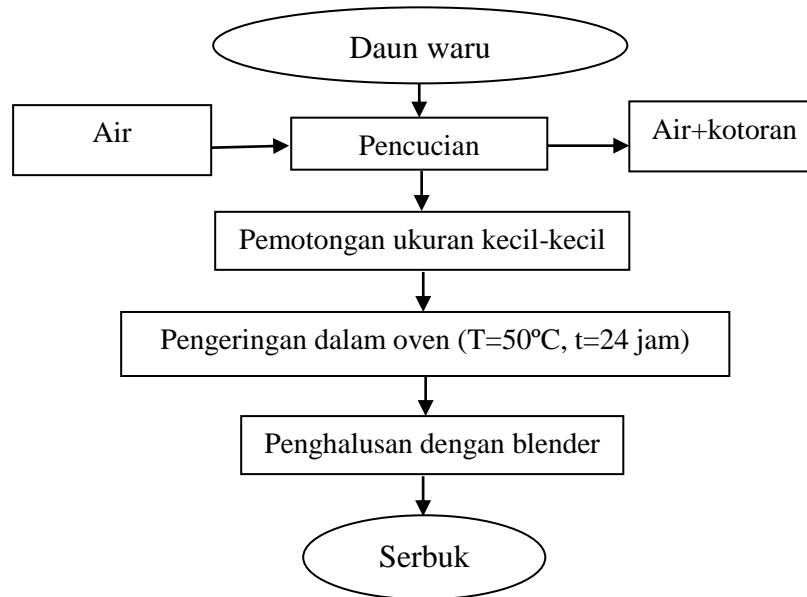 Daun waru
Air
Pencucian
Air+kotoran
Pemotongan ukuran kecil-kecil
Pengeringan dalam oven (T=50ºC, t=24 jam)
Penghalusan dengan blender
Serbuk